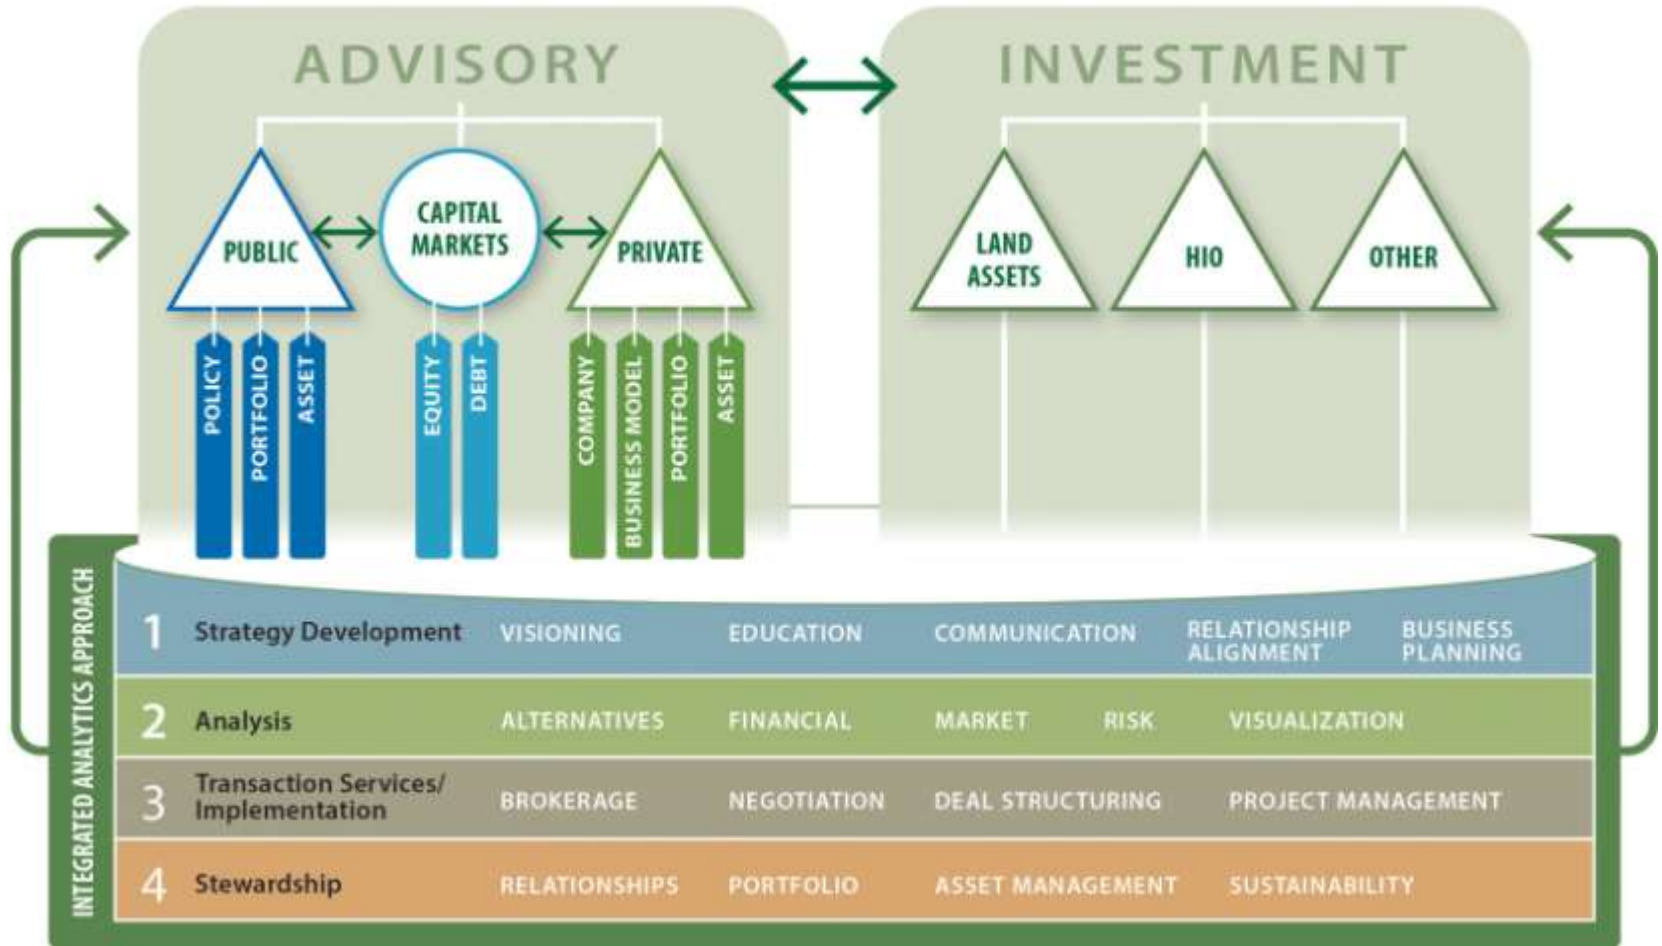 ADVISORY
INVESTMENT
PUBLIC
CAPITAL
MARKETS
PRIVATE
LAND
ASSETS
HIO
OTHER
POLICY
PORTFOLIO
ASSET
EQUITY
DEBT
COMPANY
BUSINESS MODEL
PORTFOLIO
ASSET
INTEGRATED ANALYTICS APPROACH
1
Strategy Development
VISIONING
EDUCATION
COMMUNICATION
RELATIONSHIP
ALIGNMENT
BUSINESS
PLANNING
2
Analysis
ALTERNATIVES
FINANCIAL
MARKET
RISK
VISUALIZATION
3
Transaction Services/
Implementation
BROKERAGE
NEGOTIATION
DEAL STRUCTURING
PROJECT MANAGEMENT
4
Stewardship
RELATIONSHIPS
PORTFOLIO
ASSET MANAGEMENT
SUSTAINABILITY